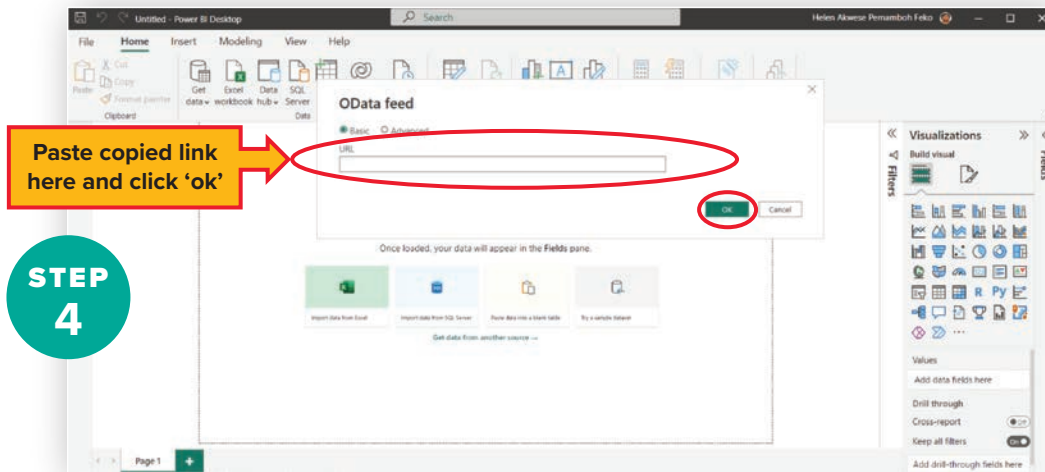 Untitled - Power BI Desktop
Search
Helen Akwese Pemamboh Feko
File Home Insert Modeling View Help
Paste
Cut
Copy
Format painter
Clipboard
Get data
Excel workbook
Data hub
SQL Server
Data
OData feed
Basic Advanced
URL
OK Cancel
Paste copied link
here and click ‘ok’
STEP
4
Once loaded, your data will appear in the Fields pane.
Import data from Excel
Import data from SQL Server
Paste data into a blank table
Try a sample dataset
Get data from another source →
Filters
Visualizations
Build visual
Fields
R Py
Values
Add data fields here
Drill through
Cross-report
Off
Keep all filters
On
Add drill-through fields here
Page 1